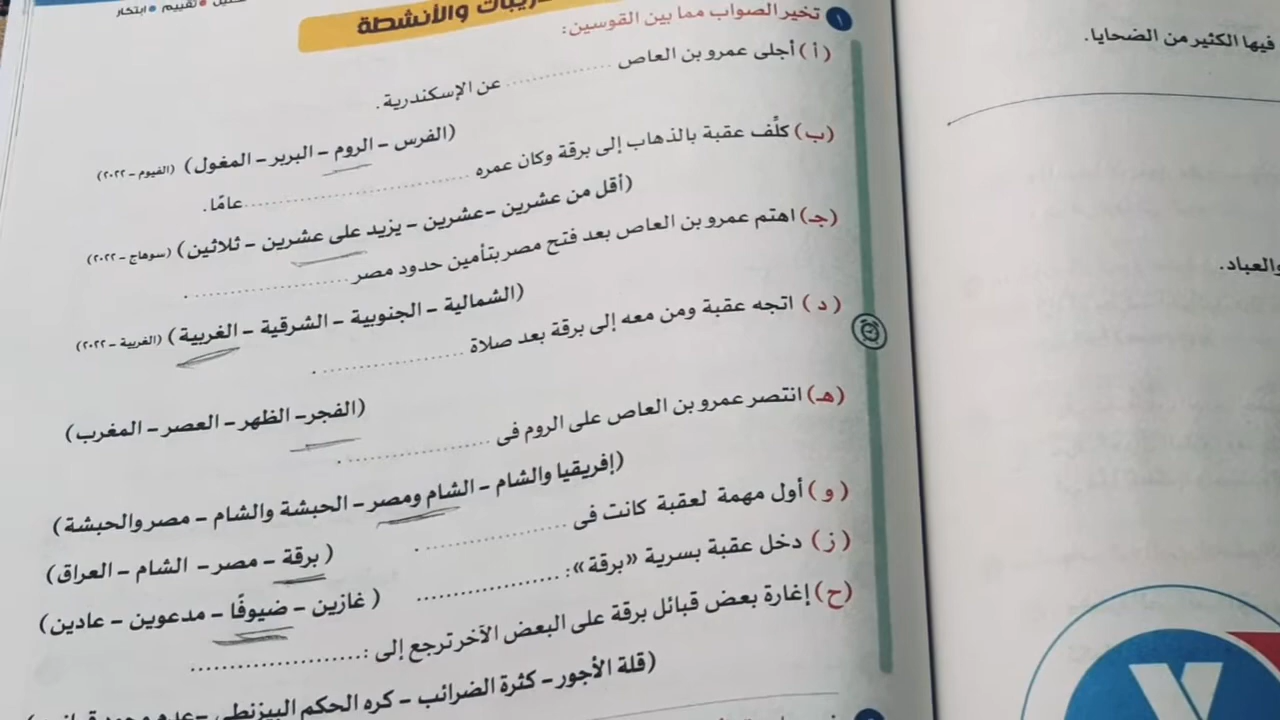 تقييم • ابتكار
والأنشطة
١ تخير الصواب مما بين القوسين:
(أ) أجلى عمرو بن العاص .................... عن الإسكندرية.
(الفرس – الروم – البربر – المغول) (الفيوم – ٢٠٢٢)
(ب) كلِّف عقبة بالذهاب إلى برقة وكان عمره .................... عامًا.
(أقل من عشرين – عشرين – يزيد على عشرين – ثلاثين) (سوهاج – ٢٠٢٢)
(جـ) اهتم عمرو بن العاص بعد فتح مصر بتأمين حدود مصر .................... .
(الشمالية – الجنوبية – الشرقية – الغربية) (الغربية – ٢٠٢٢)
(د) اتجه عقبة ومن معه إلى برقة بعد صلاة .................... .
(الفجر – الظهر – العصر – المغرب)
(هـ) انتصر عمرو بن العاص على الروم فى .................... .
(إفريقيا والشام – الشام ومصر – الحبشة والشام – مصر والحبشة)
(و) أول مهمة لعقبة كانت فى .................... .
(برقة – مصر – الشام – العراق)
(ز) دخل عقبة بسرية «برقة»: ....................
(غازين – ضيوفًا – مدعوين – عادين)
(ح) إغارة بعض قبائل برقة على البعض الآخر ترجع إلى : ....................
(قلة الأجور – كثرة الضرائب – كره الحكم البيزنطى –
فيها الكثير من الضحايا.
والعباد.